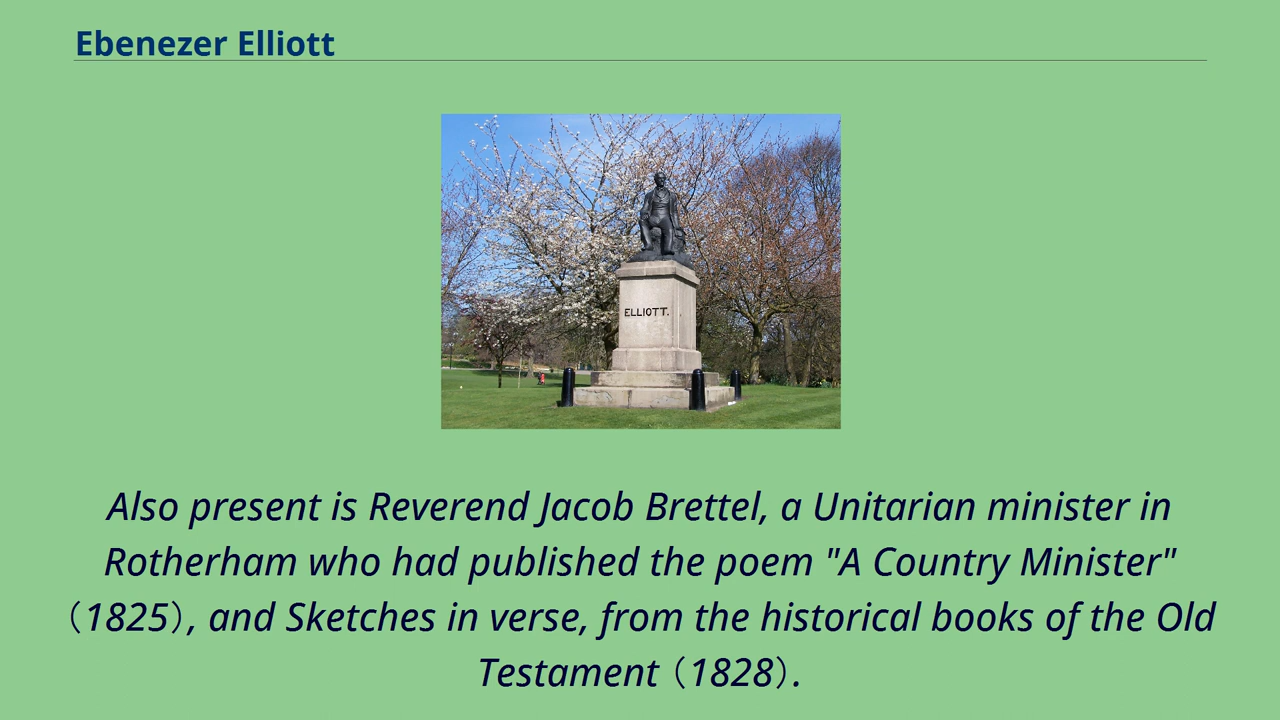 Ebenezer Elliott
ELLIOTT.
Also present is Reverend Jacob Brettel, a Unitarian minister in
Rotherham who had published the poem "A Country Minister"
（1825）, and Sketches in verse, from the historical books of the Old
Testament（1828）.